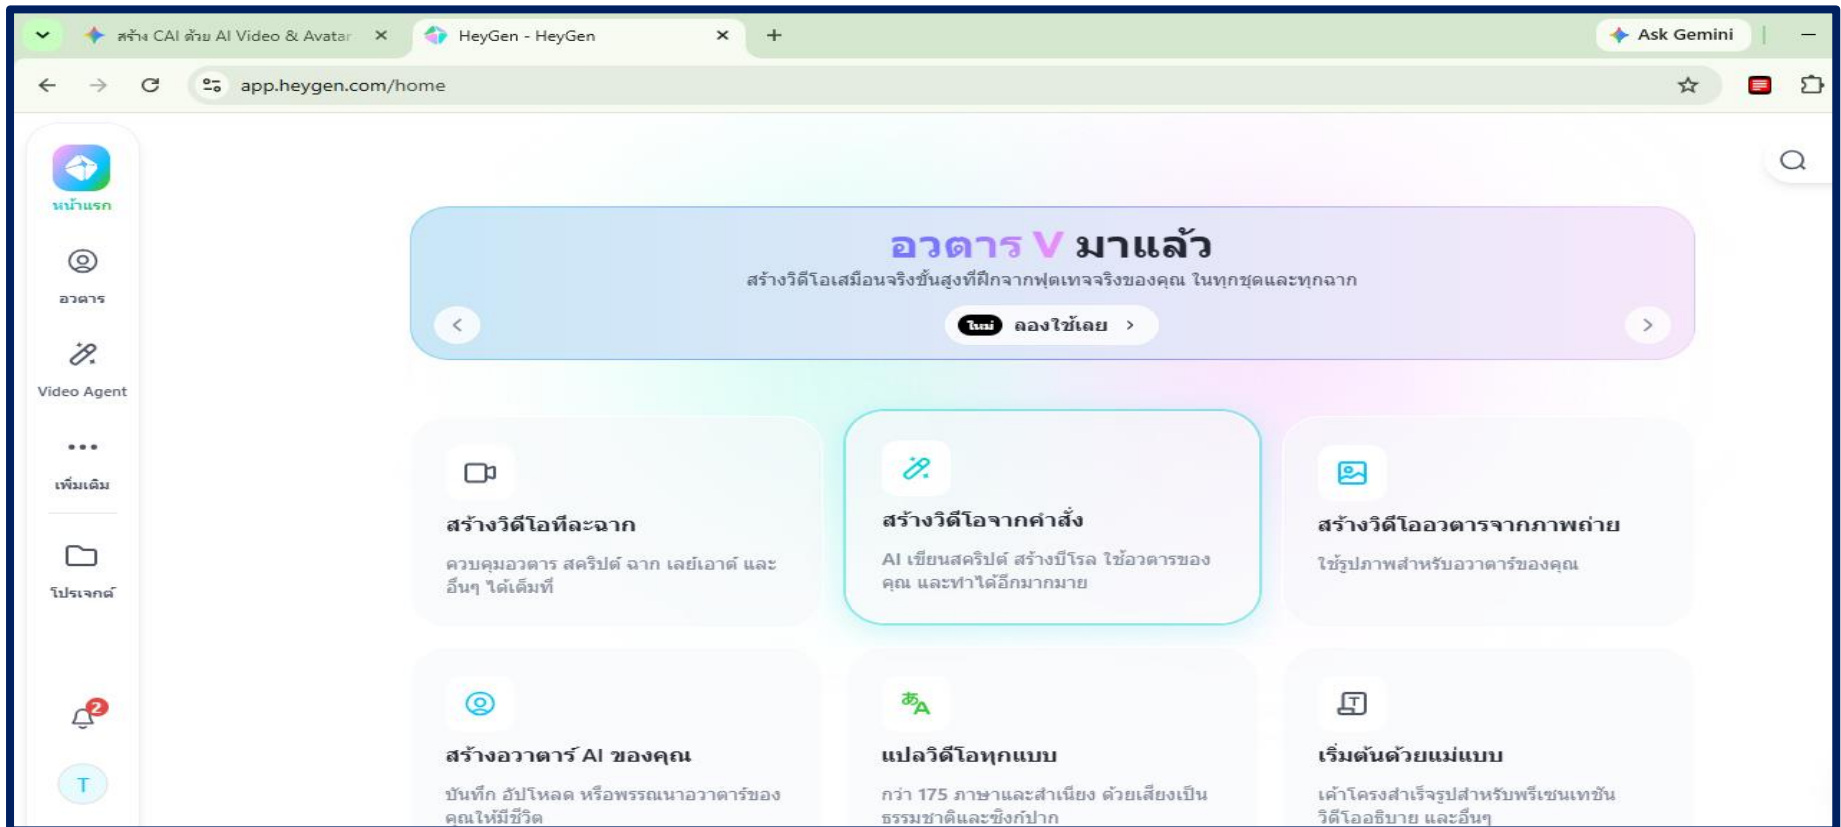 สร้าง CAI ด้วย AI Video & Avatar
HeyGen - HeyGen
Ask Gemini
app.heygen.com/home
หน้าแรก
อวตาร
Video Agent
เพิ่มเติม
โปรเจกต์
2
T
อวตาร V มาแล้ว
สร้างวิดีโอเสมือนจริงขั้นสูงที่ฝึกจากฟุตเทจจริงของคุณ ในทุกชุดและทุกฉาก
ใหม่ ลองใช้เลย
สร้างวิดีโอทีละฉาก
ควบคุมอวตาร สคริปต์ ฉาก เลย์เอาต์ และ
อื่นๆ ได้เต็มที่
สร้างวิดีโอจากคำสั่ง
AI เขียนสคริปต์ สร้างบีโรล ใช้อวตารของ
คุณ และทำได้อีกมากมาย
สร้างวิดีโออวตารจากภาพถ่าย
ใช้รูปภาพสำหรับอวาตาร์ของคุณ
สร้างอวาตาร์ AI ของคุณ
บันทึก อัปโหลด หรือพรรณนาอวาตาร์ของ
คุณให้มีชีวิต
แปลวิดีโอทุกแบบ
กว่า 175 ภาษาและสำเนียง ด้วยเสียงเป็น
ธรรมชาติและซิงก์ปาก
เริ่มต้นด้วยแม่แบบ
เค้าโครงสำเร็จรูปสำหรับพรีเซนเทชัน
วิดีโออธิบาย และอื่นๆ